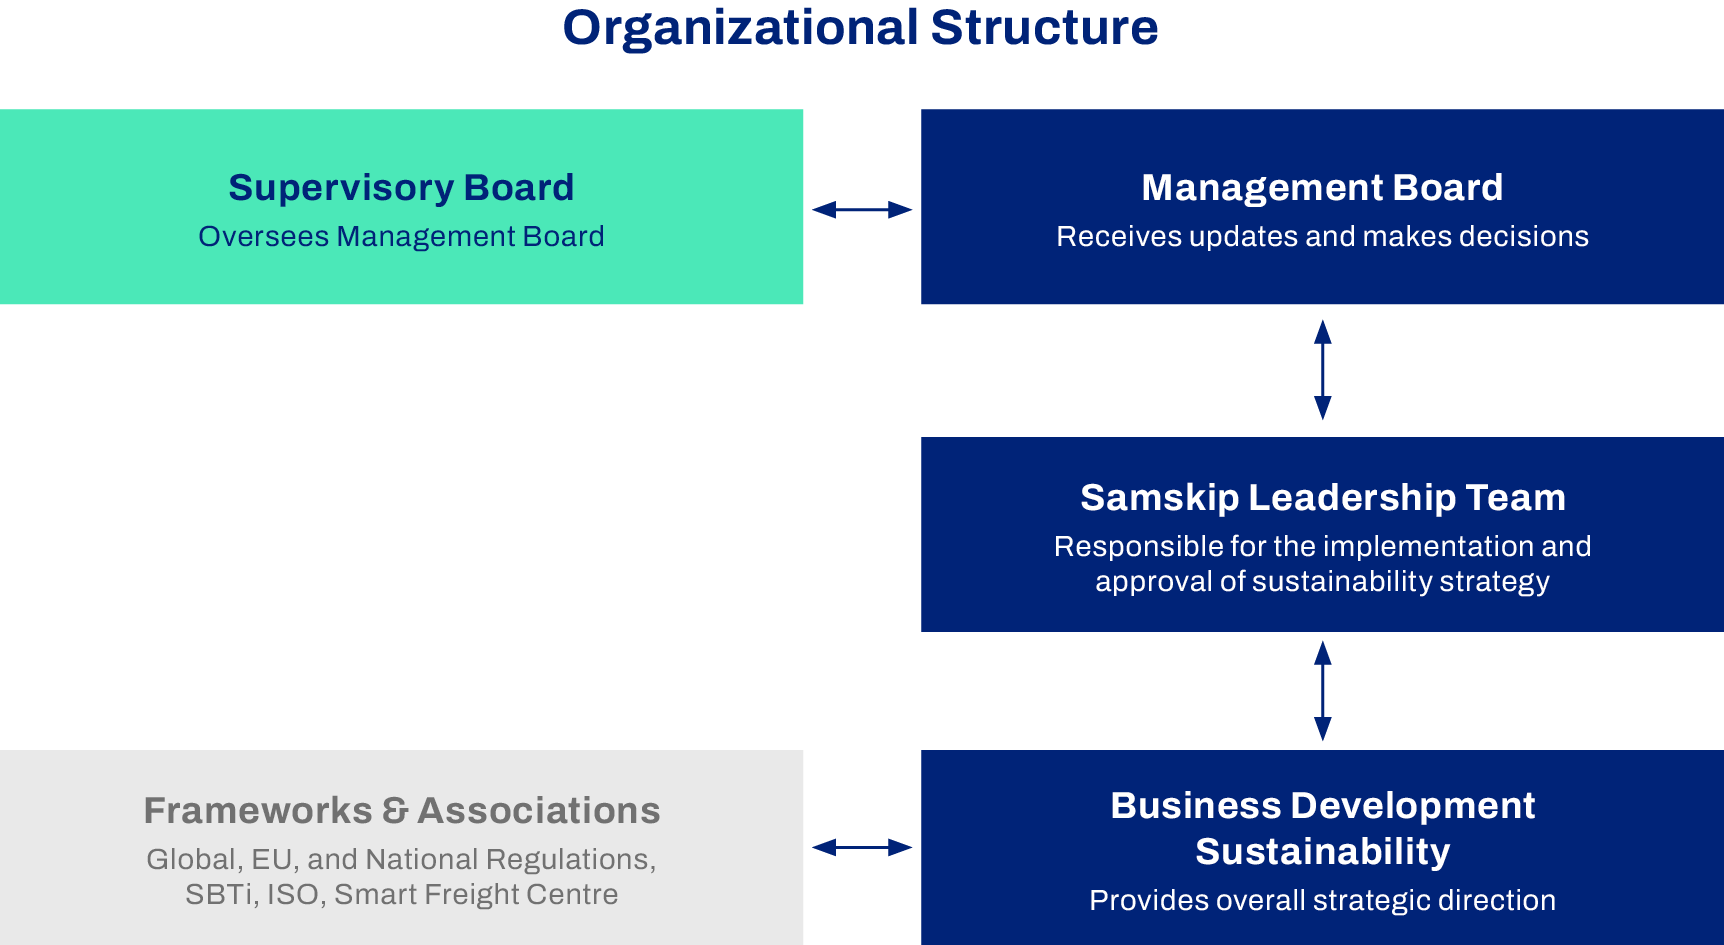 Organizational Structure
Supervisory Board
Oversees Management Board
Management Board
Receives updates and makes decisions
Samskip Leadership Team
Responsible for the implementation and
approval of sustainability strategy
Frameworks & Associations
Global, EU, and National Regulations,
SBTi, ISO, Smart Freight Centre
Business Development
Sustainability
Provides overall strategic direction